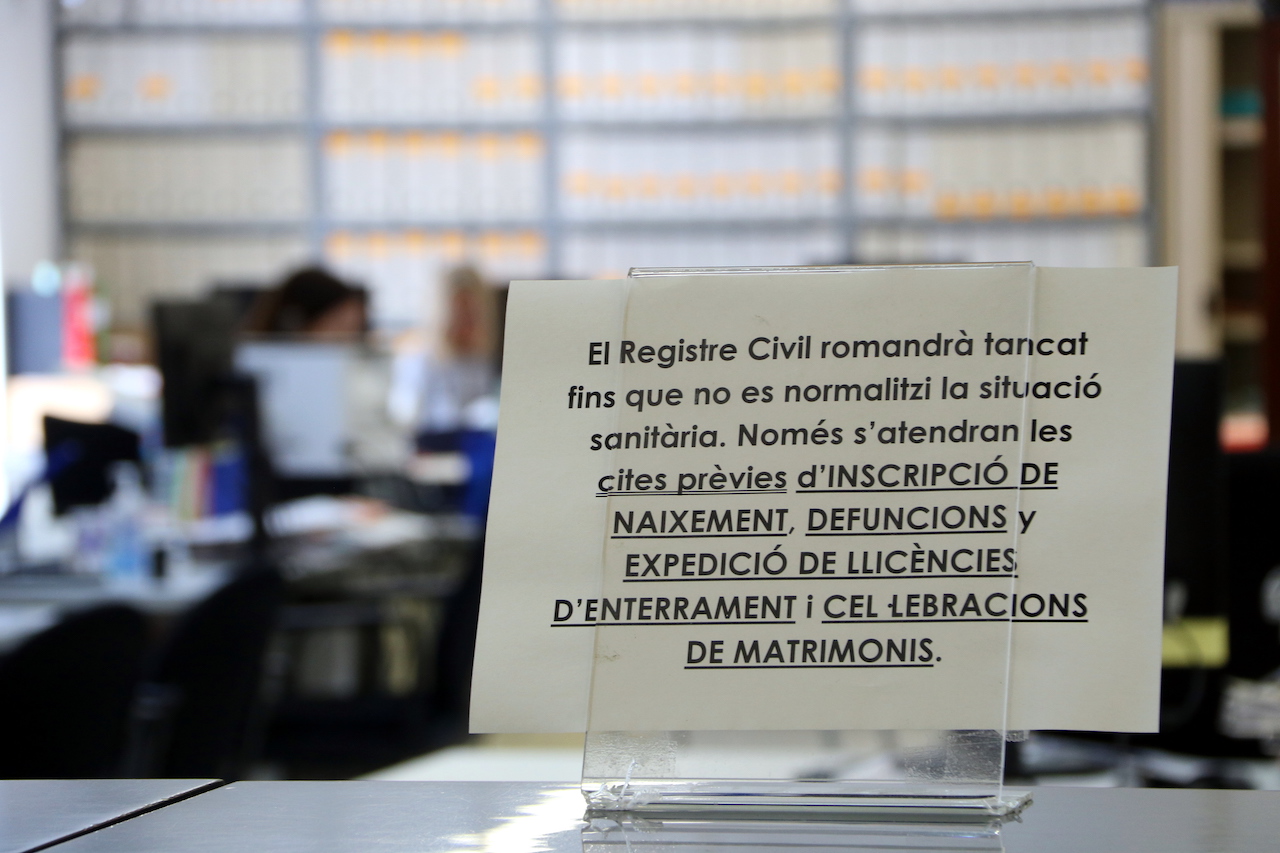 El Registre Civil romandrà tancat
fins que no es normalitzi la situació
sanitària. Només s’atendran les
cites prèvies d’INSCRIPCIÓ DE
NAIXEMENT, DEFUNCIONS y
EXPEDICIÓ DE LLICÈNCIES
D’ENTERRAMENT i CEL·LEBRACIONS
DE MATRIMONIS.